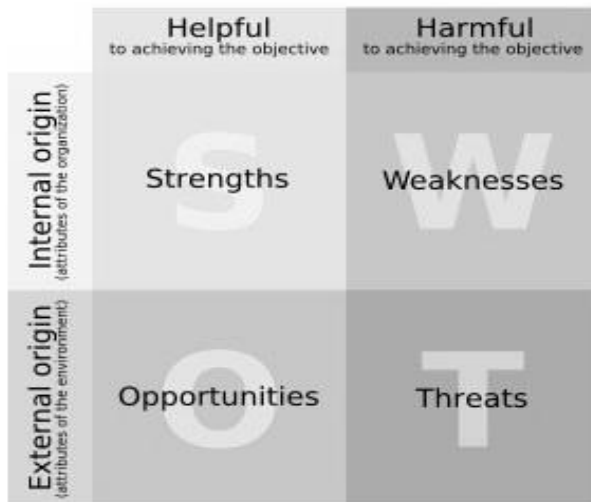 Helpful
to achieving the objective
Harmful
to achieving the objective
Internal origin
(attributes of the organization)
S
Strengths
W
Weaknesses
External origin
(attributes of the environment)
O
Opportunities
T
Threats